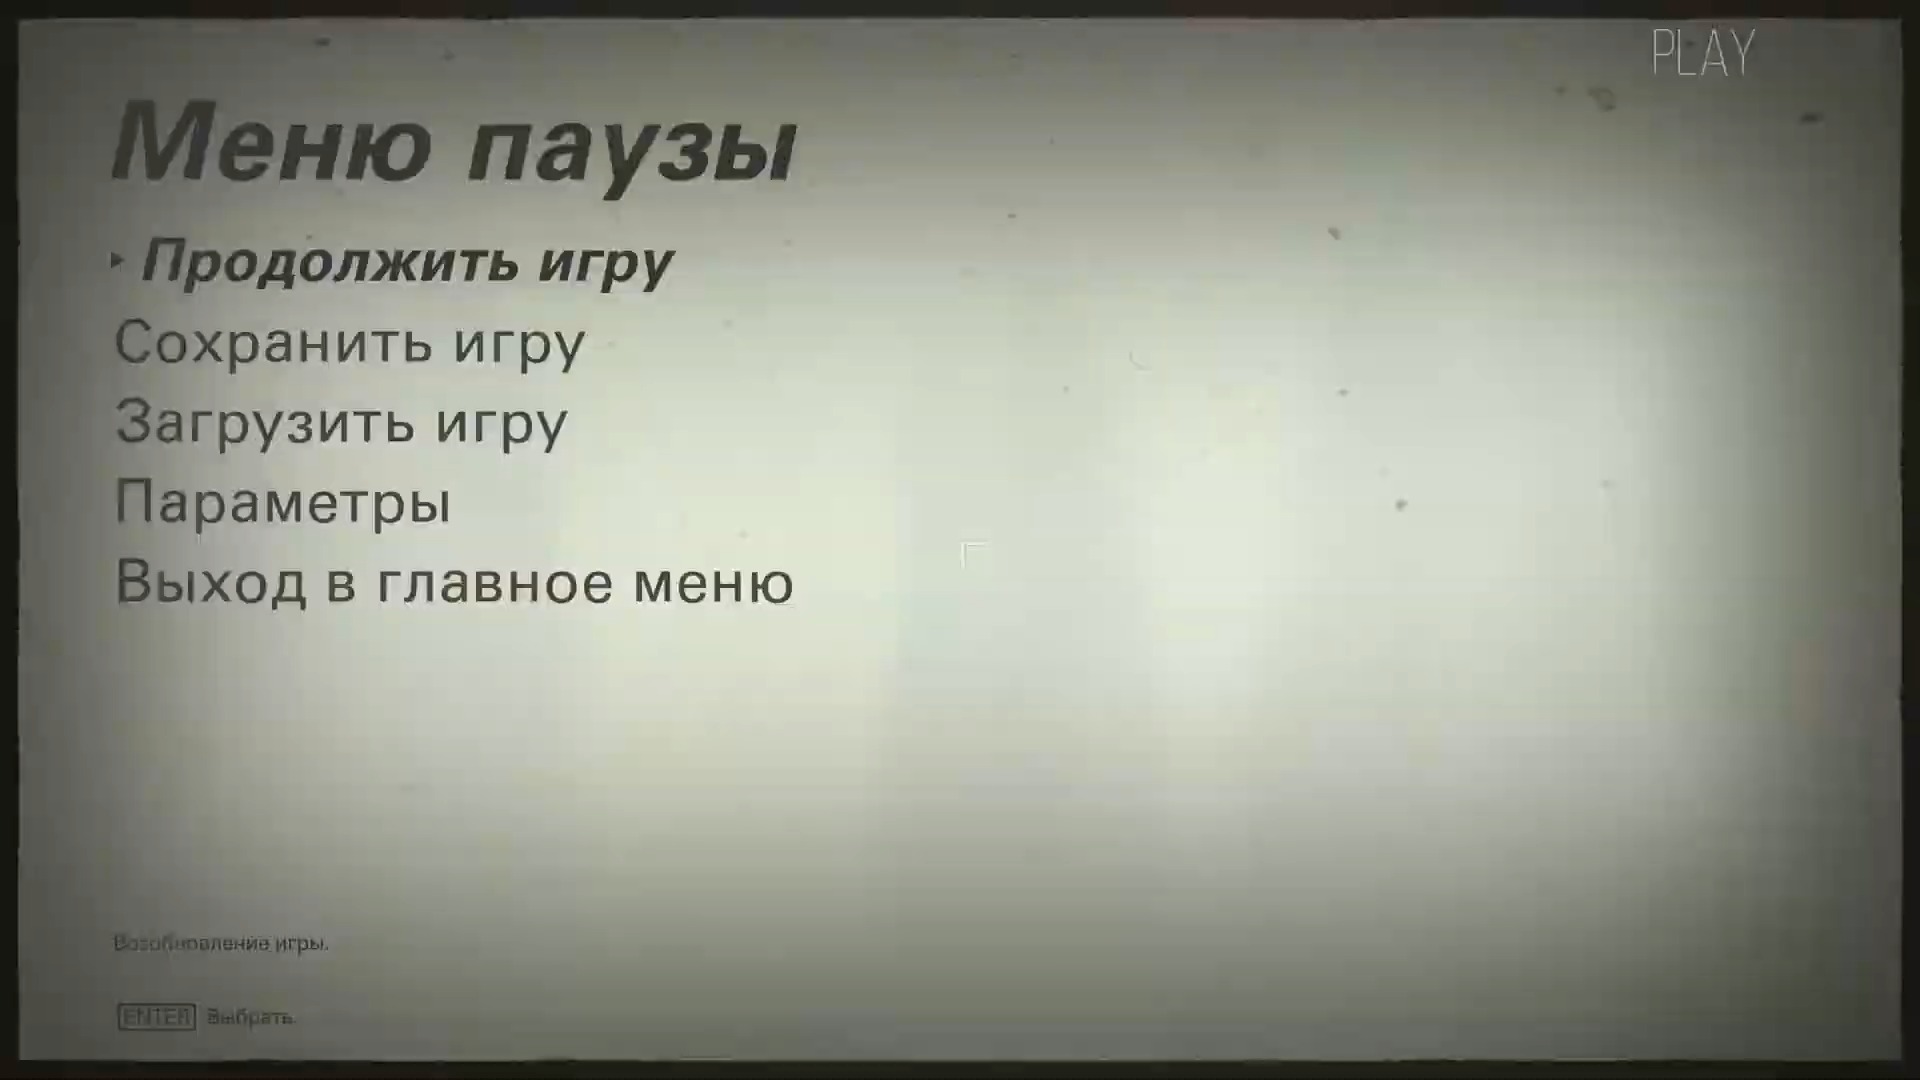 PLAY
Меню паузы
Продолжить игру
Сохранить игру
Загрузить игру
Параметры
Выход в главное меню
Возобновление игры.
ENTER Выбрать